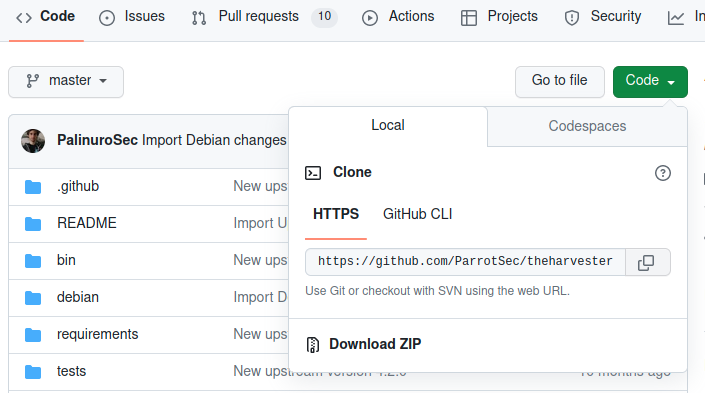 Code Issues Pull requests 10 Actions Projects Security
master Go to file Code
Local Codespaces
PalinuroSec Import Debian changes
Clone
.github New ups
HTTPS GitHub CLI
README Import U
https://github.com/ParrotSec/theharvester
bin New ups
Use Git or checkout with SVN using the web URL.
debian Import D
requirements New ups
Download ZIP
tests New upstream version 4.2.0 10 months ago